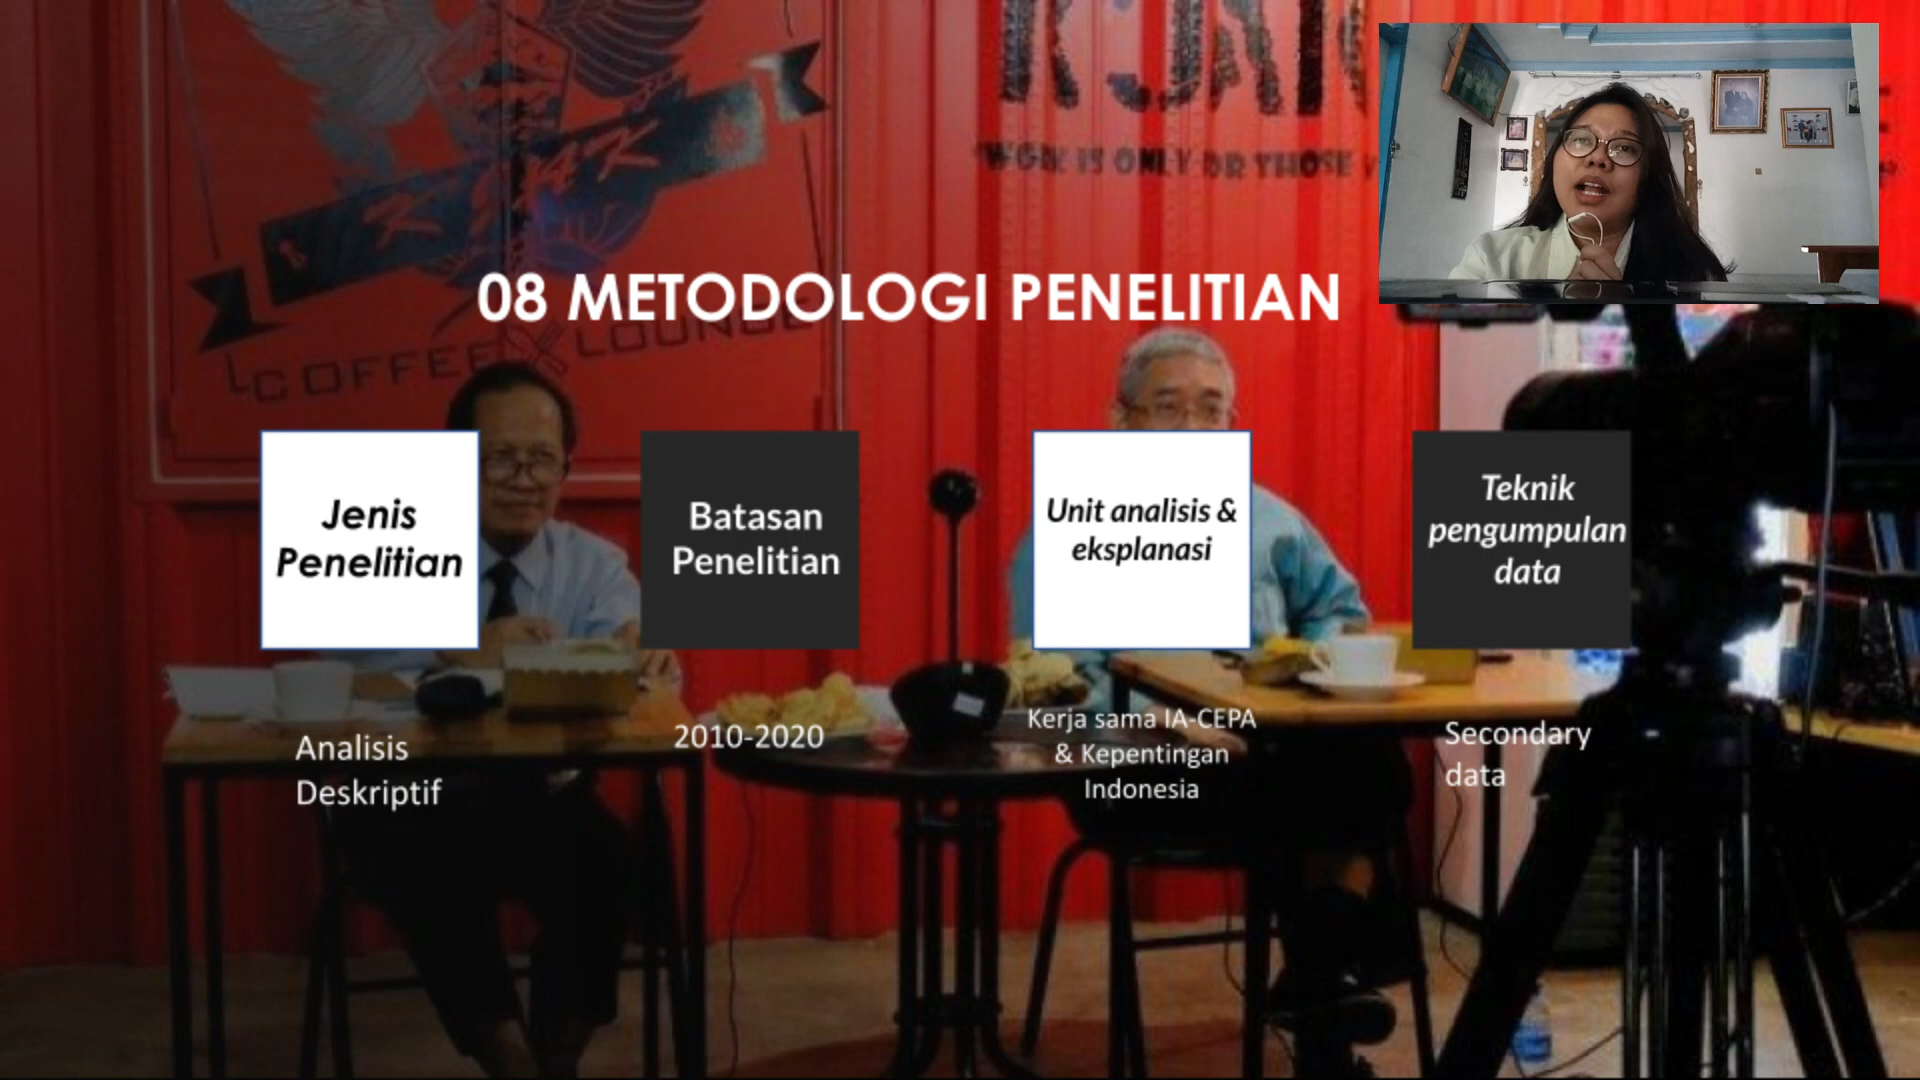 K 'J4K
COFFEE LOUNGE
08 METODOLOGI PENELITIAN
Jenis
Penelitian
Batasan
Penelitian
Unit analisis &
eksplanasi
Teknik
pengumpulan
data
Analisis
Deskriptif
2010-2020
Kerja sama IA-CEPA
& Kepentingan
Indonesia
Secondary
data